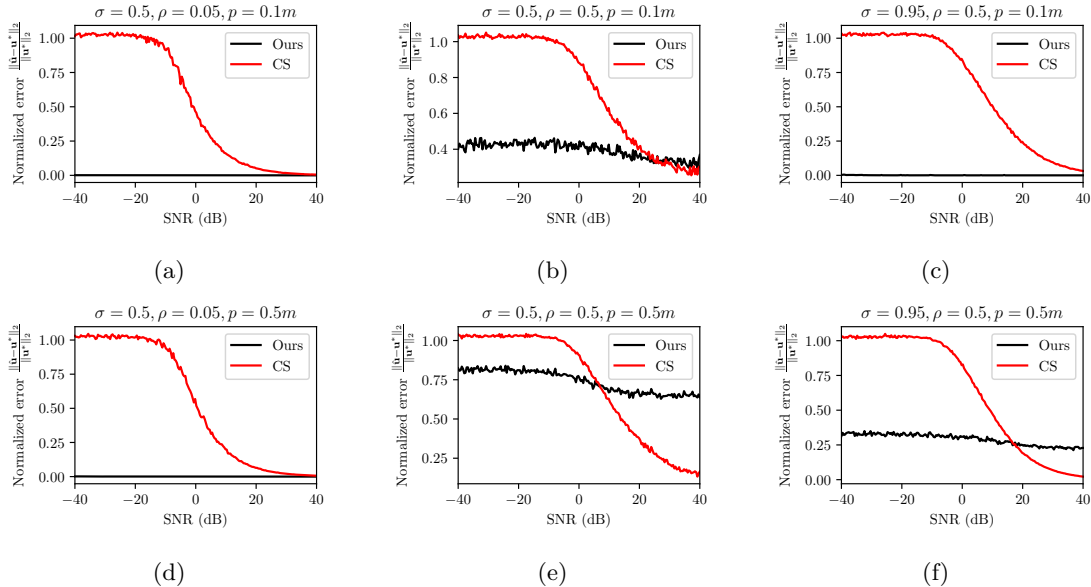 σ = 0.5, ρ = 0.05, p = 0.1m
Normalized error ‖û−u*‖₂ / ‖u*‖₂
1.00
0.75
0.50
0.25
0.00
Ours
CS
−40 −20 0 20 40
SNR (dB)
(a)
σ = 0.5, ρ = 0.5, p = 0.1m
Normalized error ‖û−u*‖₂ / ‖u*‖₂
1.0
0.8
0.6
0.4
Ours
CS
−40 −20 0 20 40
SNR (dB)
(b)
σ = 0.95, ρ = 0.5, p = 0.1m
Normalized error ‖û−u*‖₂ / ‖u*‖₂
1.00
0.75
0.50
0.25
0.00
Ours
CS
−40 −20 0 20 40
SNR (dB)
(c)
σ = 0.5, ρ = 0.05, p = 0.5m
Normalized error ‖û−u*‖₂ / ‖u*‖₂
1.00
0.75
0.50
0.25
0.00
Ours
CS
−40 −20 0 20 40
SNR (dB)
(d)
σ = 0.5, ρ = 0.5, p = 0.5m
Normalized error ‖û−u*‖₂ / ‖u*‖₂
1.00
0.75
0.50
0.25
Ours
CS
−40 −20 0 20 40
SNR (dB)
(e)
σ = 0.95, ρ = 0.5, p = 0.5m
Normalized error ‖û−u*‖₂ / ‖u*‖₂
1.00
0.75
0.50
0.25
0.00
Ours
CS
−40 −20 0 20 40
SNR (dB)
(f)